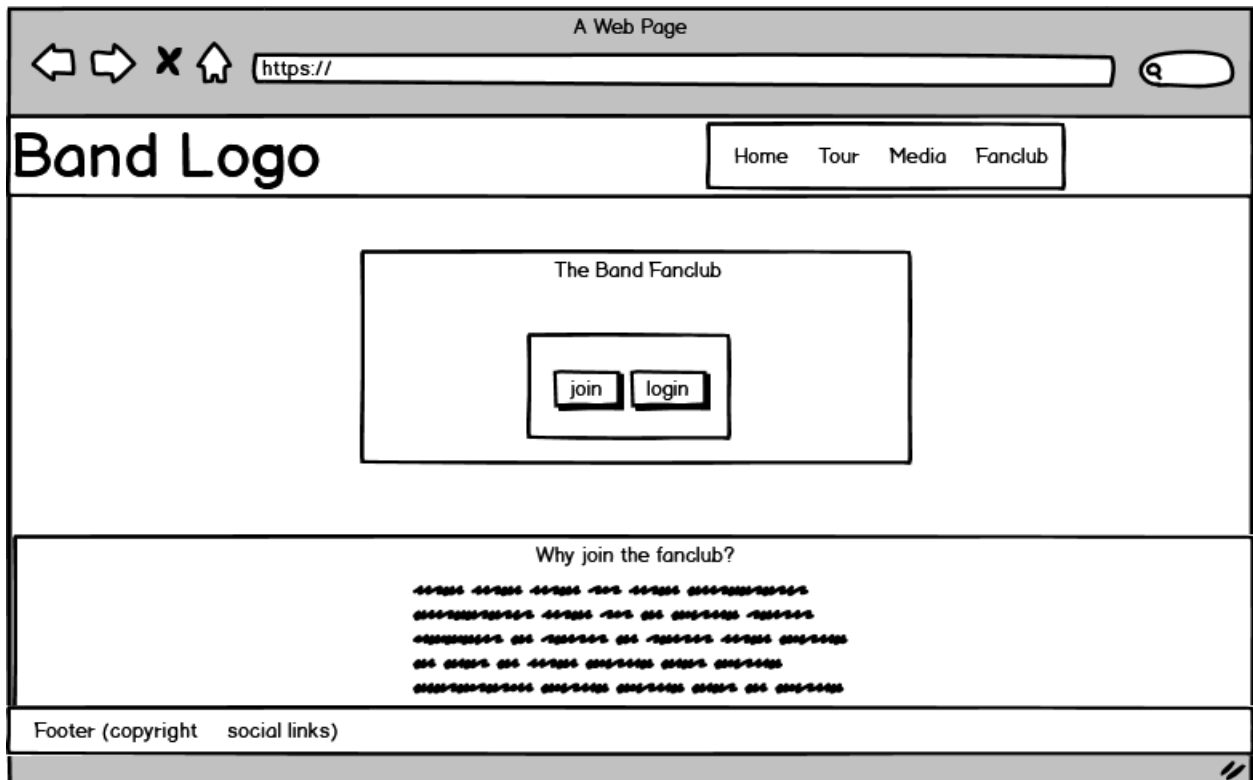 A Web Page
https://
Band Logo
Home Tour Media Fanclub
The Band Fanclub
join login
Why join the fanclub?
Footer (copyright social links)